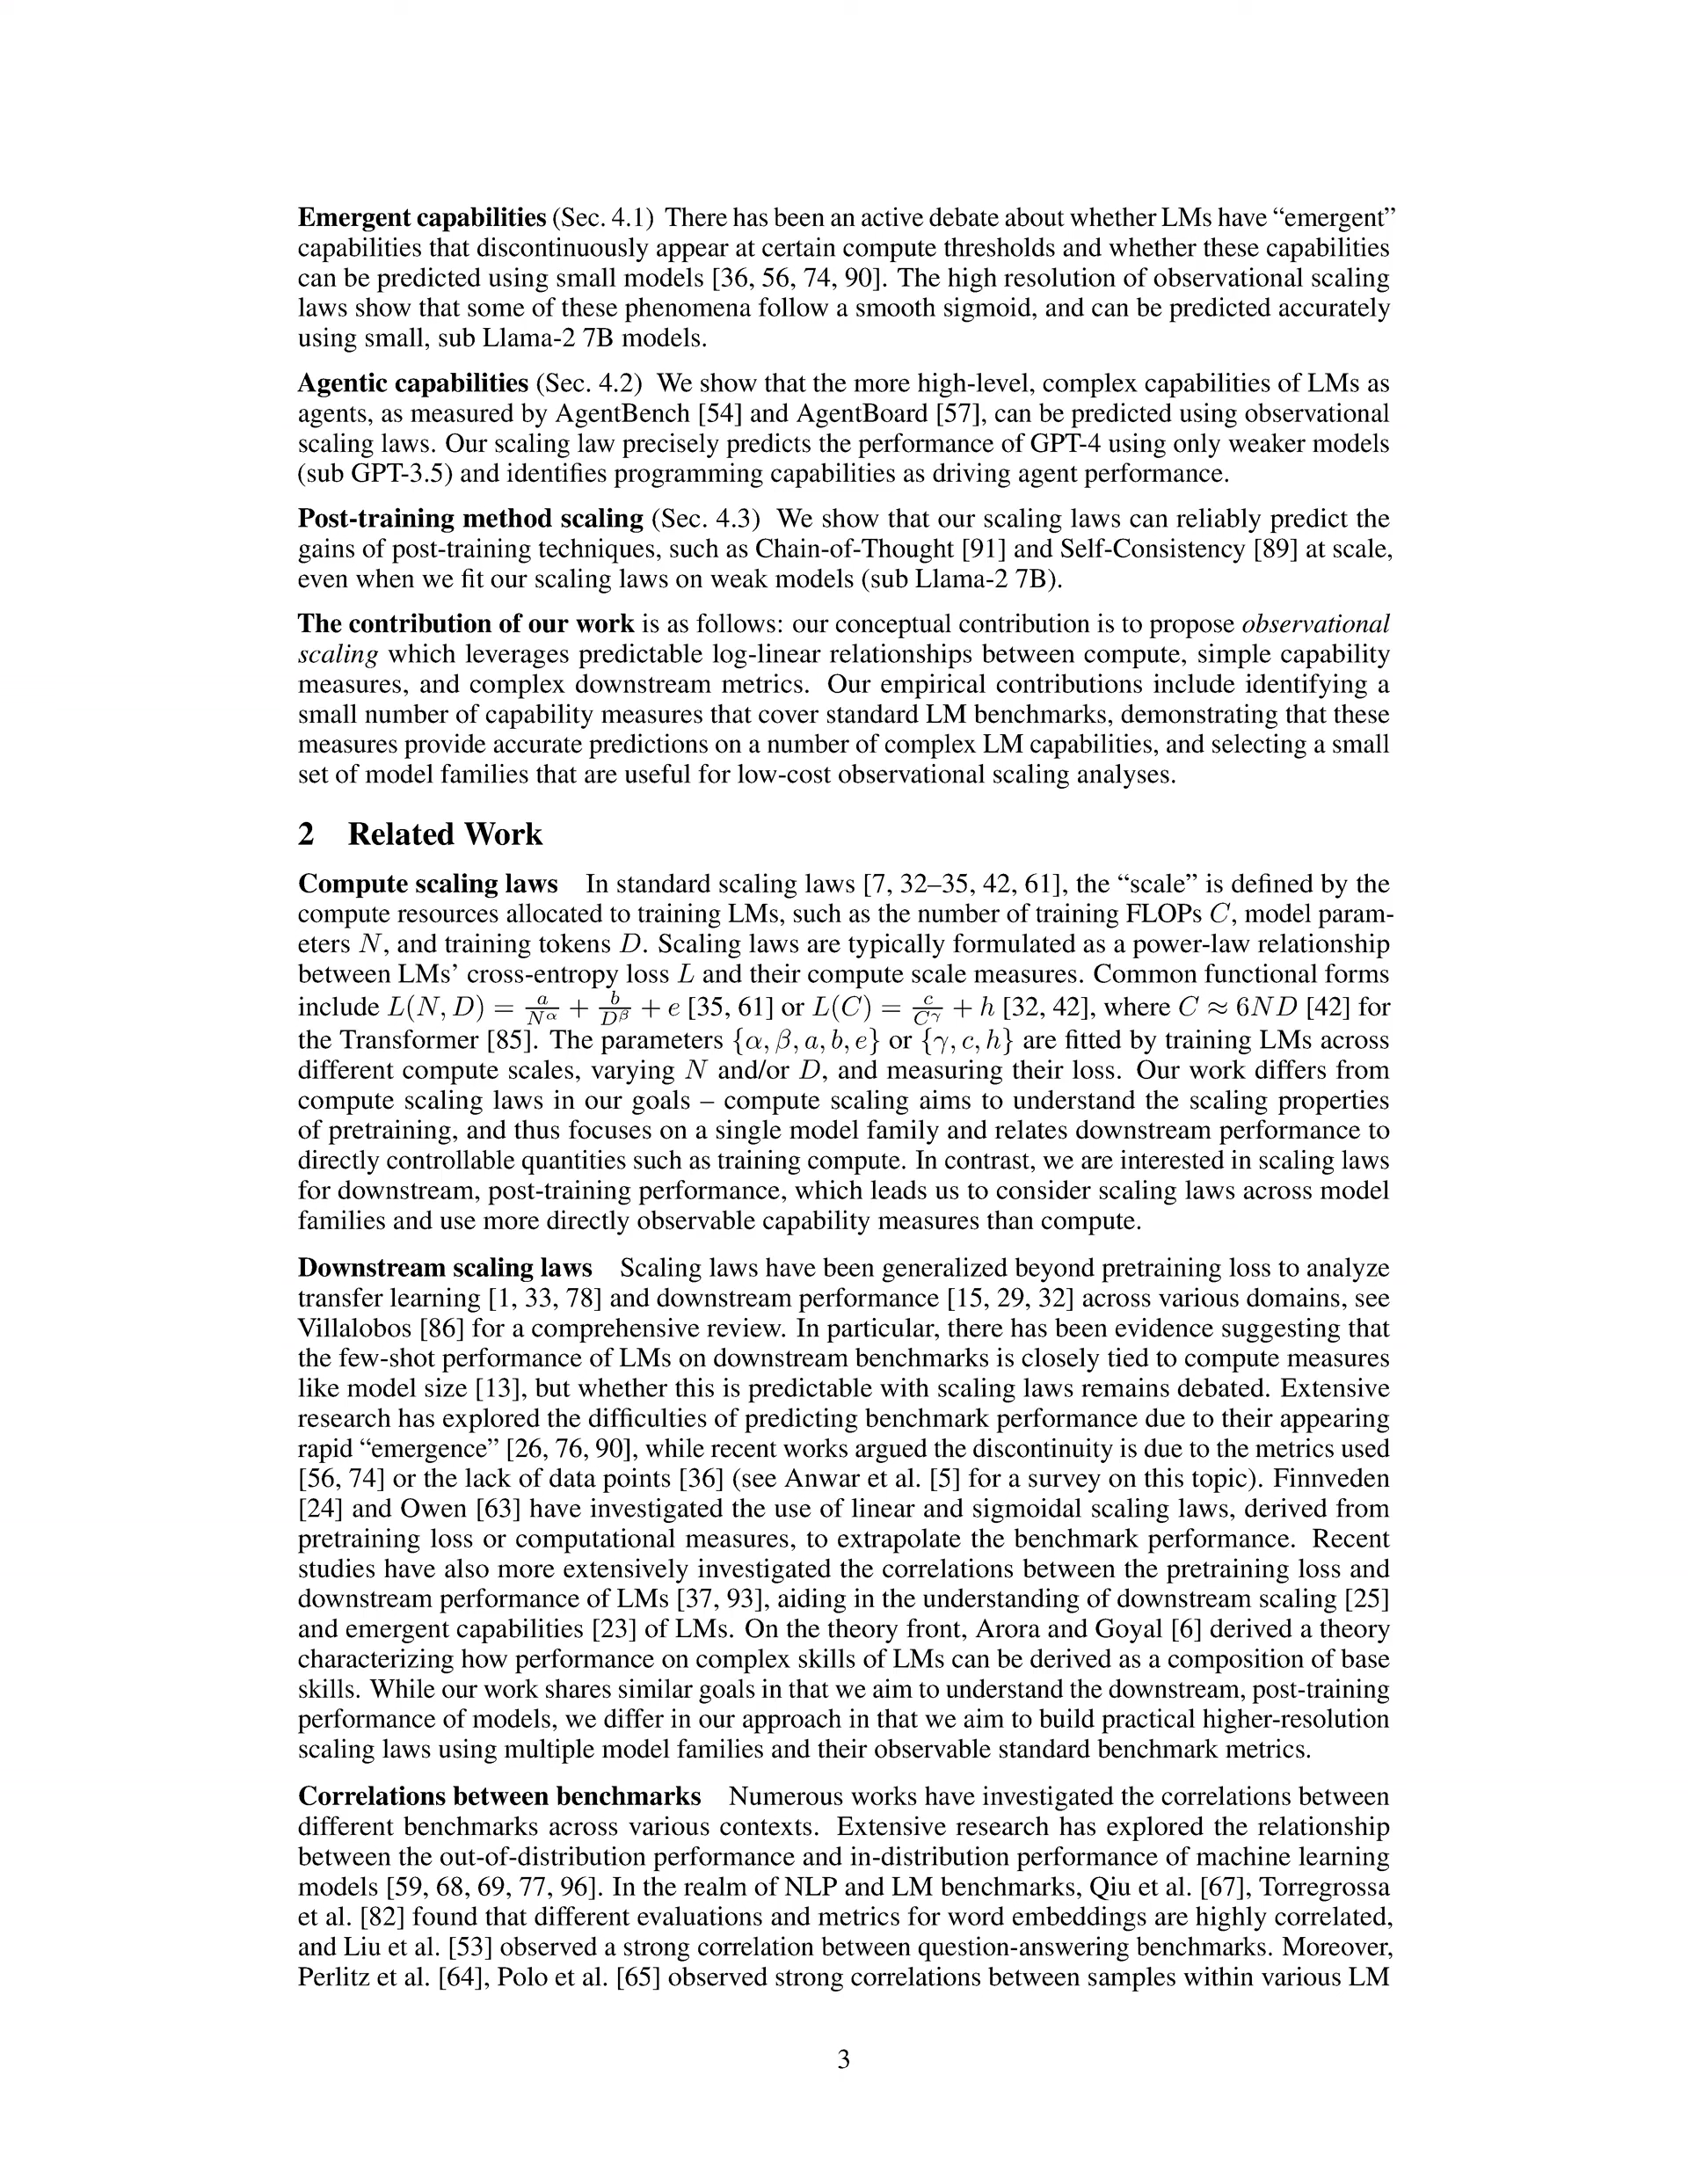 Emergent capabilities (Sec. 4.1) There has been an active debate about whether LMs have “emergent”
capabilities that discontinuously appear at certain compute thresholds and whether these capabilities
can be predicted using small models [36, 56, 74, 90]. The high resolution of observational scaling
laws show that some of these phenomena follow a smooth sigmoid, and can be predicted accurately
using small, sub Llama-2 7B models.
Agentic capabilities (Sec. 4.2) We show that the more high-level, complex capabilities of LMs as
agents, as measured by AgentBench [54] and AgentBoard [57], can be predicted using observational
scaling laws. Our scaling law precisely predicts the performance of GPT-4 using only weaker models
(sub GPT-3.5) and identifies programming capabilities as driving agent performance.
Post-training method scaling (Sec. 4.3) We show that our scaling laws can reliably predict the
gains of post-training techniques, such as Chain-of-Thought [91] and Self-Consistency [89] at scale,
even when we fit our scaling laws on weak models (sub Llama-2 7B).
The contribution of our work is as follows: our conceptual contribution is to propose observational
scaling which leverages predictable log-linear relationships between compute, simple capability
measures, and complex downstream metrics. Our empirical contributions include identifying a
small number of capability measures that cover standard LM benchmarks, demonstrating that these
measures provide accurate predictions on a number of complex LM capabilities, and selecting a small
set of model families that are useful for low-cost observational scaling analyses.
2 Related Work
Compute scaling laws In standard scaling laws [7, 32–35, 42, 61], the “scale” is defined by the
compute resources allocated to training LMs, such as the number of training FLOPs C, model param-
eters N, and training tokens D. Scaling laws are typically formulated as a power-law relationship
between LMs’ cross-entropy loss L and their compute scale measures. Common functional forms
include L(N, D) = a/N^α + b/D^β + e [35, 61] or L(C) = c/C^γ + h [32, 42], where C ≈ 6ND [42] for
the Transformer [85]. The parameters {α, β, a, b, e} or {γ, c, h} are fitted by training LMs across
different compute scales, varying N and/or D, and measuring their loss. Our work differs from
compute scaling laws in our goals – compute scaling aims to understand the scaling properties
of pretraining, and thus focuses on a single model family and relates downstream performance to
directly controllable quantities such as training compute. In contrast, we are interested in scaling laws
for downstream, post-training performance, which leads us to consider scaling laws across model
families and use more directly observable capability measures than compute.
Downstream scaling laws Scaling laws have been generalized beyond pretraining loss to analyze
transfer learning [1, 33, 78] and downstream performance [15, 29, 32] across various domains, see
Villalobos [86] for a comprehensive review. In particular, there has been evidence suggesting that
the few-shot performance of LMs on downstream benchmarks is closely tied to compute measures
like model size [13], but whether this is predictable with scaling laws remains debated. Extensive
research has explored the difficulties of predicting benchmark performance due to their appearing
rapid “emergence” [26, 76, 90], while recent works argued the discontinuity is due to the metrics used
[56, 74] or the lack of data points [36] (see Anwar et al. [5] for a survey on this topic). Finnveden
[24] and Owen [63] have investigated the use of linear and sigmoidal scaling laws, derived from
pretraining loss or computational measures, to extrapolate the benchmark performance. Recent
studies have also more extensively investigated the correlations between the pretraining loss and
downstream performance of LMs [37, 93], aiding in the understanding of downstream scaling [25]
and emergent capabilities [23] of LMs. On the theory front, Arora and Goyal [6] derived a theory
characterizing how performance on complex skills of LMs can be derived as a composition of base
skills. While our work shares similar goals in that we aim to understand the downstream, post-training
performance of models, we differ in our approach in that we aim to build practical higher-resolution
scaling laws using multiple model families and their observable standard benchmark metrics.
Correlations between benchmarks Numerous works have investigated the correlations between
different benchmarks across various contexts. Extensive research has explored the relationship
between the out-of-distribution performance and in-distribution performance of machine learning
models [59, 68, 69, 77, 96]. In the realm of NLP and LM benchmarks, Qiu et al. [67], Torregrossa
et al. [82] found that different evaluations and metrics for word embeddings are highly correlated,
and Liu et al. [53] observed a strong correlation between question-answering benchmarks. Moreover,
Perlitz et al. [64], Polo et al. [65] observed strong correlations between samples within various LM
3